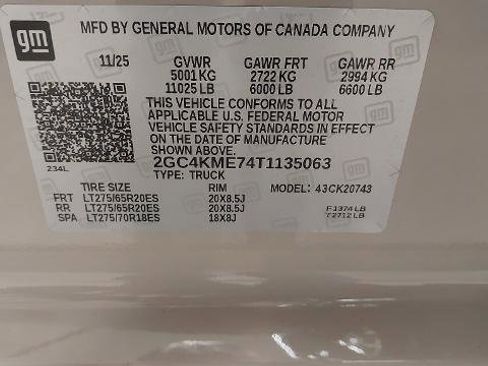 gm
MFD BY GENERAL MOTORS OF CANADA COMPANY
11/25 GVWR GAWR FRT GAWR RR
5001 KG 2722 KG 2994 KG
11025 LB 6000 LB 6600 LB
THIS VEHICLE CONFORMS TO ALL
APPLICABLE U.S. FEDERAL MOTOR
VEHICLE SAFETY STANDARDS IN EFFECT
ON THE DATE OF MANUFACTURE
SHOWN ABOVE.
234L 2GC4KME74T1135063
TYPE: TRUCK
TIRE SIZE RIM MODEL: 43CK20743
FRT LT275/65R20ES 20X8.5J
RR LT275/65R20ES 20X8.5J F1374 LB
SPA LT275/70R18ES 18X8J T2712 LB